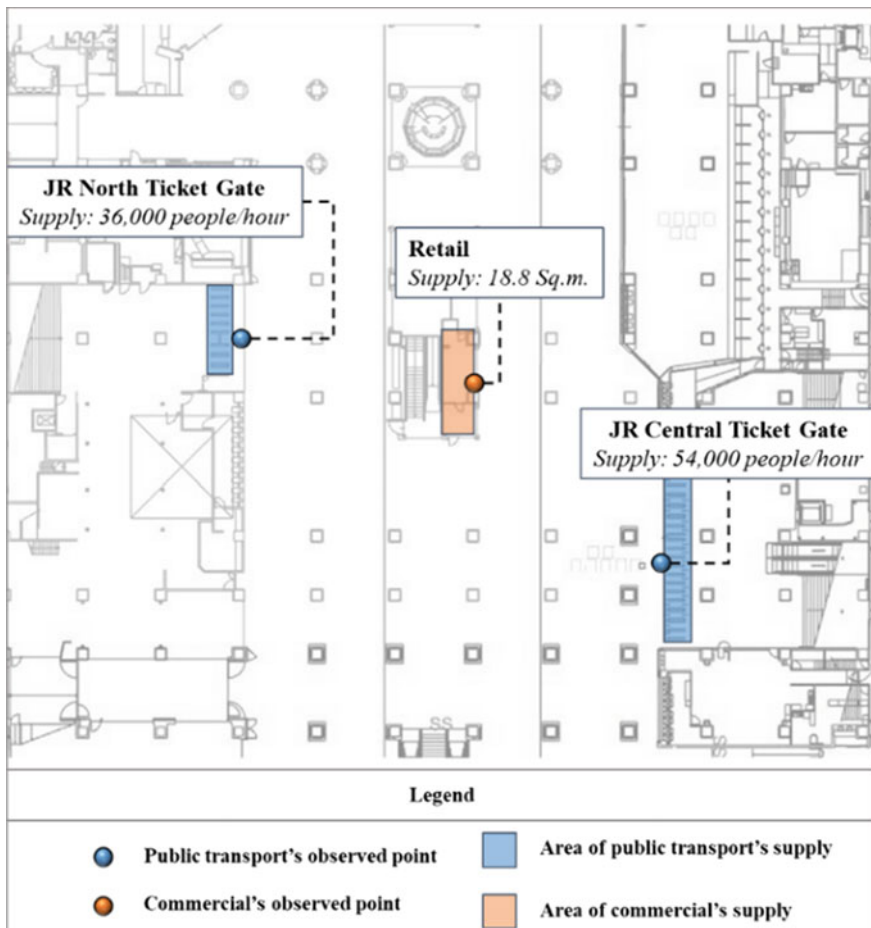 JR North Ticket Gate
Supply: 36,000 people/hour
Retail
Supply: 18.8 Sq.m.
JR Central Ticket Gate
Supply: 54,000 people/hour
SS
Legend
Public transport's observed point
Area of public transport's supply
Commercial's observed point
Area of commercial's supply